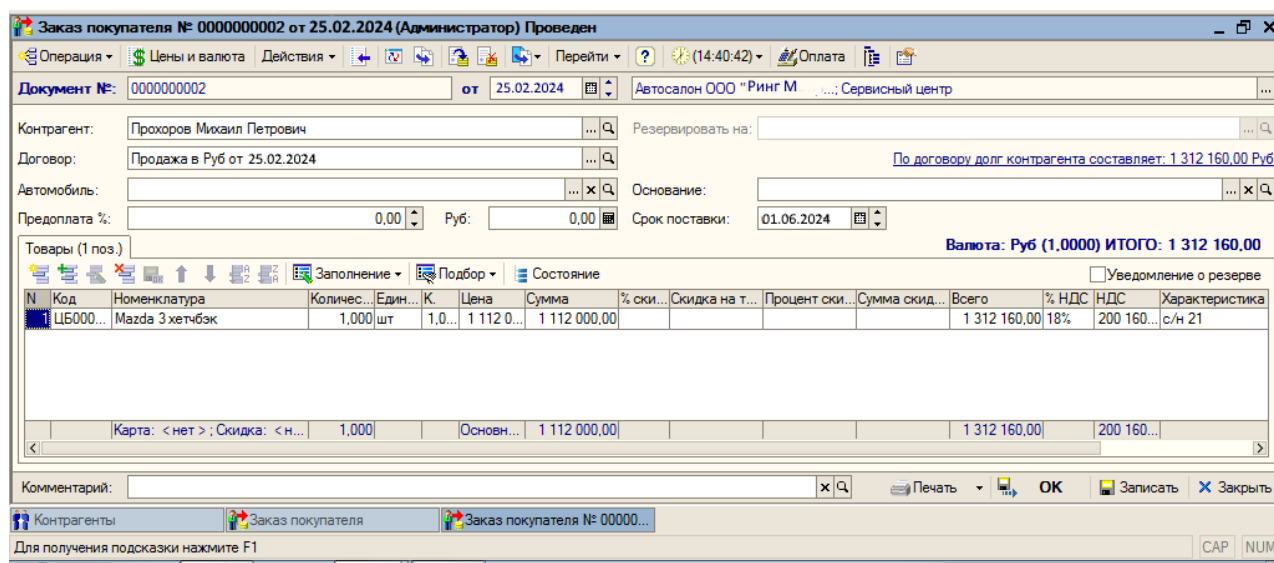 Заказ покупателя № 0000000002 от 25.02.2024 (Администратор) Проведен
Операция Цены и валюта Действия Перейти ? (14:40:42) Оплата
Документ №: 0000000002 от 25.02.2024 Автосалон ООО "Ринг М ...; Сервисный центр ...
Контрагент: Прохоров Михаил Петрович ... Резервировать на: ...
Договор: Продажа в Руб от 25.02.2024 ... По договору долг контрагента составляет: 1 312 160,00 Руб
Автомобиль: ... x Основание: ... x
Предоплата %: 0,00 Руб: 0,00 Срок поставки: 01.06.2024
Товары (1 поз.) Валюта: Руб (1,0000) ИТОГО: 1 312 160,00
Заполнение Подбор Состояние Уведомление о резерве
N Код Номенклатура Количес... Един... К. Цена Сумма % ски... Скидка на т... Процент ски... Сумма скид... Всего % НДС НДС Характеристика
1 ЦБ000... Mazda 3 хетчбэк 1,000 шт 1,0... 1 112 0... 1 112 000,00 1 312 160,00 18% 200 160... с/н 21
Карта: <нет>; Скидка: <н... 1,000 Основн... 1 112 000,00 1 312 160,00 200 160...
Комментарий: x Печать OK Записать Закрыть
Контрагенты Заказ покупателя Заказ покупателя № 00000...
Для получения подсказки нажмите F1 CAP NUM